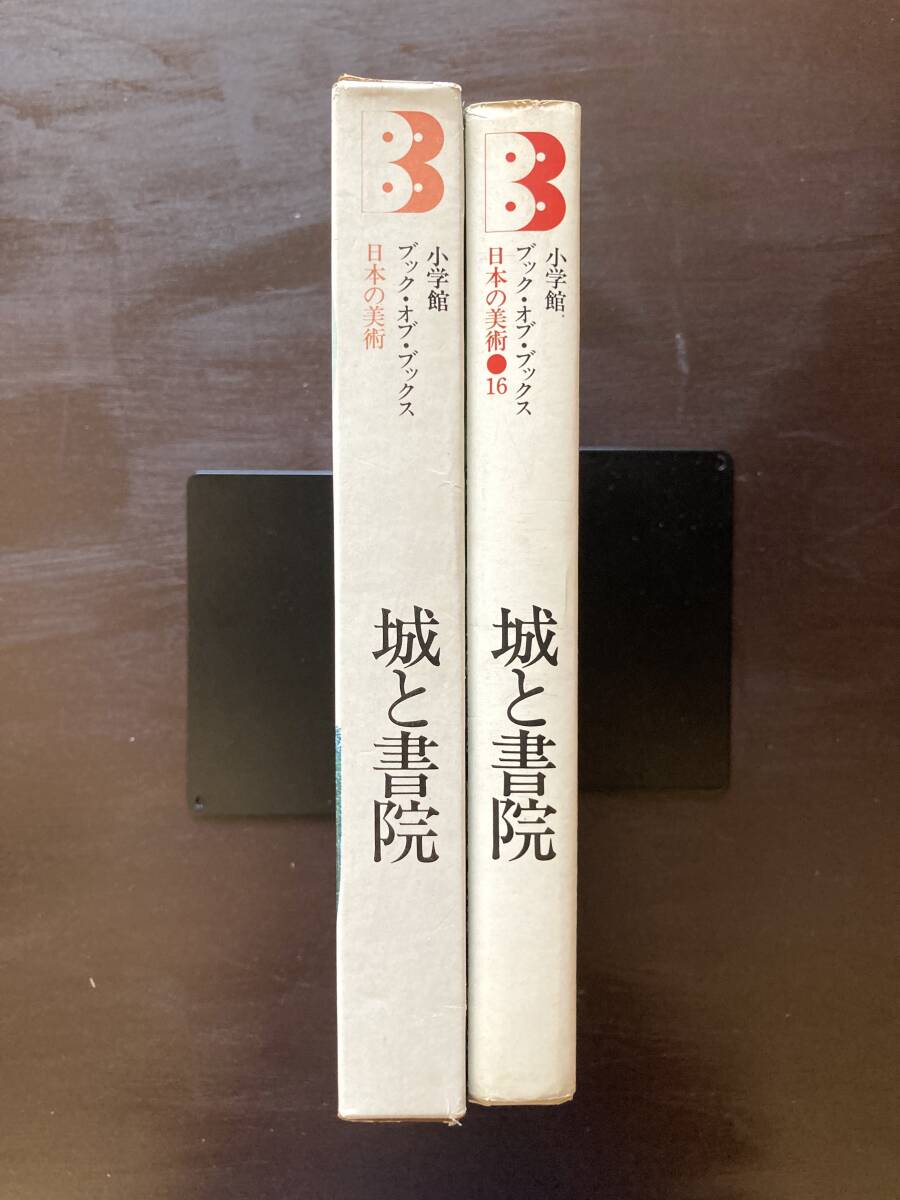 小学館
ブック・オブ・ブックス
日本の美術
城と書院
小学館
ブック・オブ・ブックス
日本の美術●16
城と書院